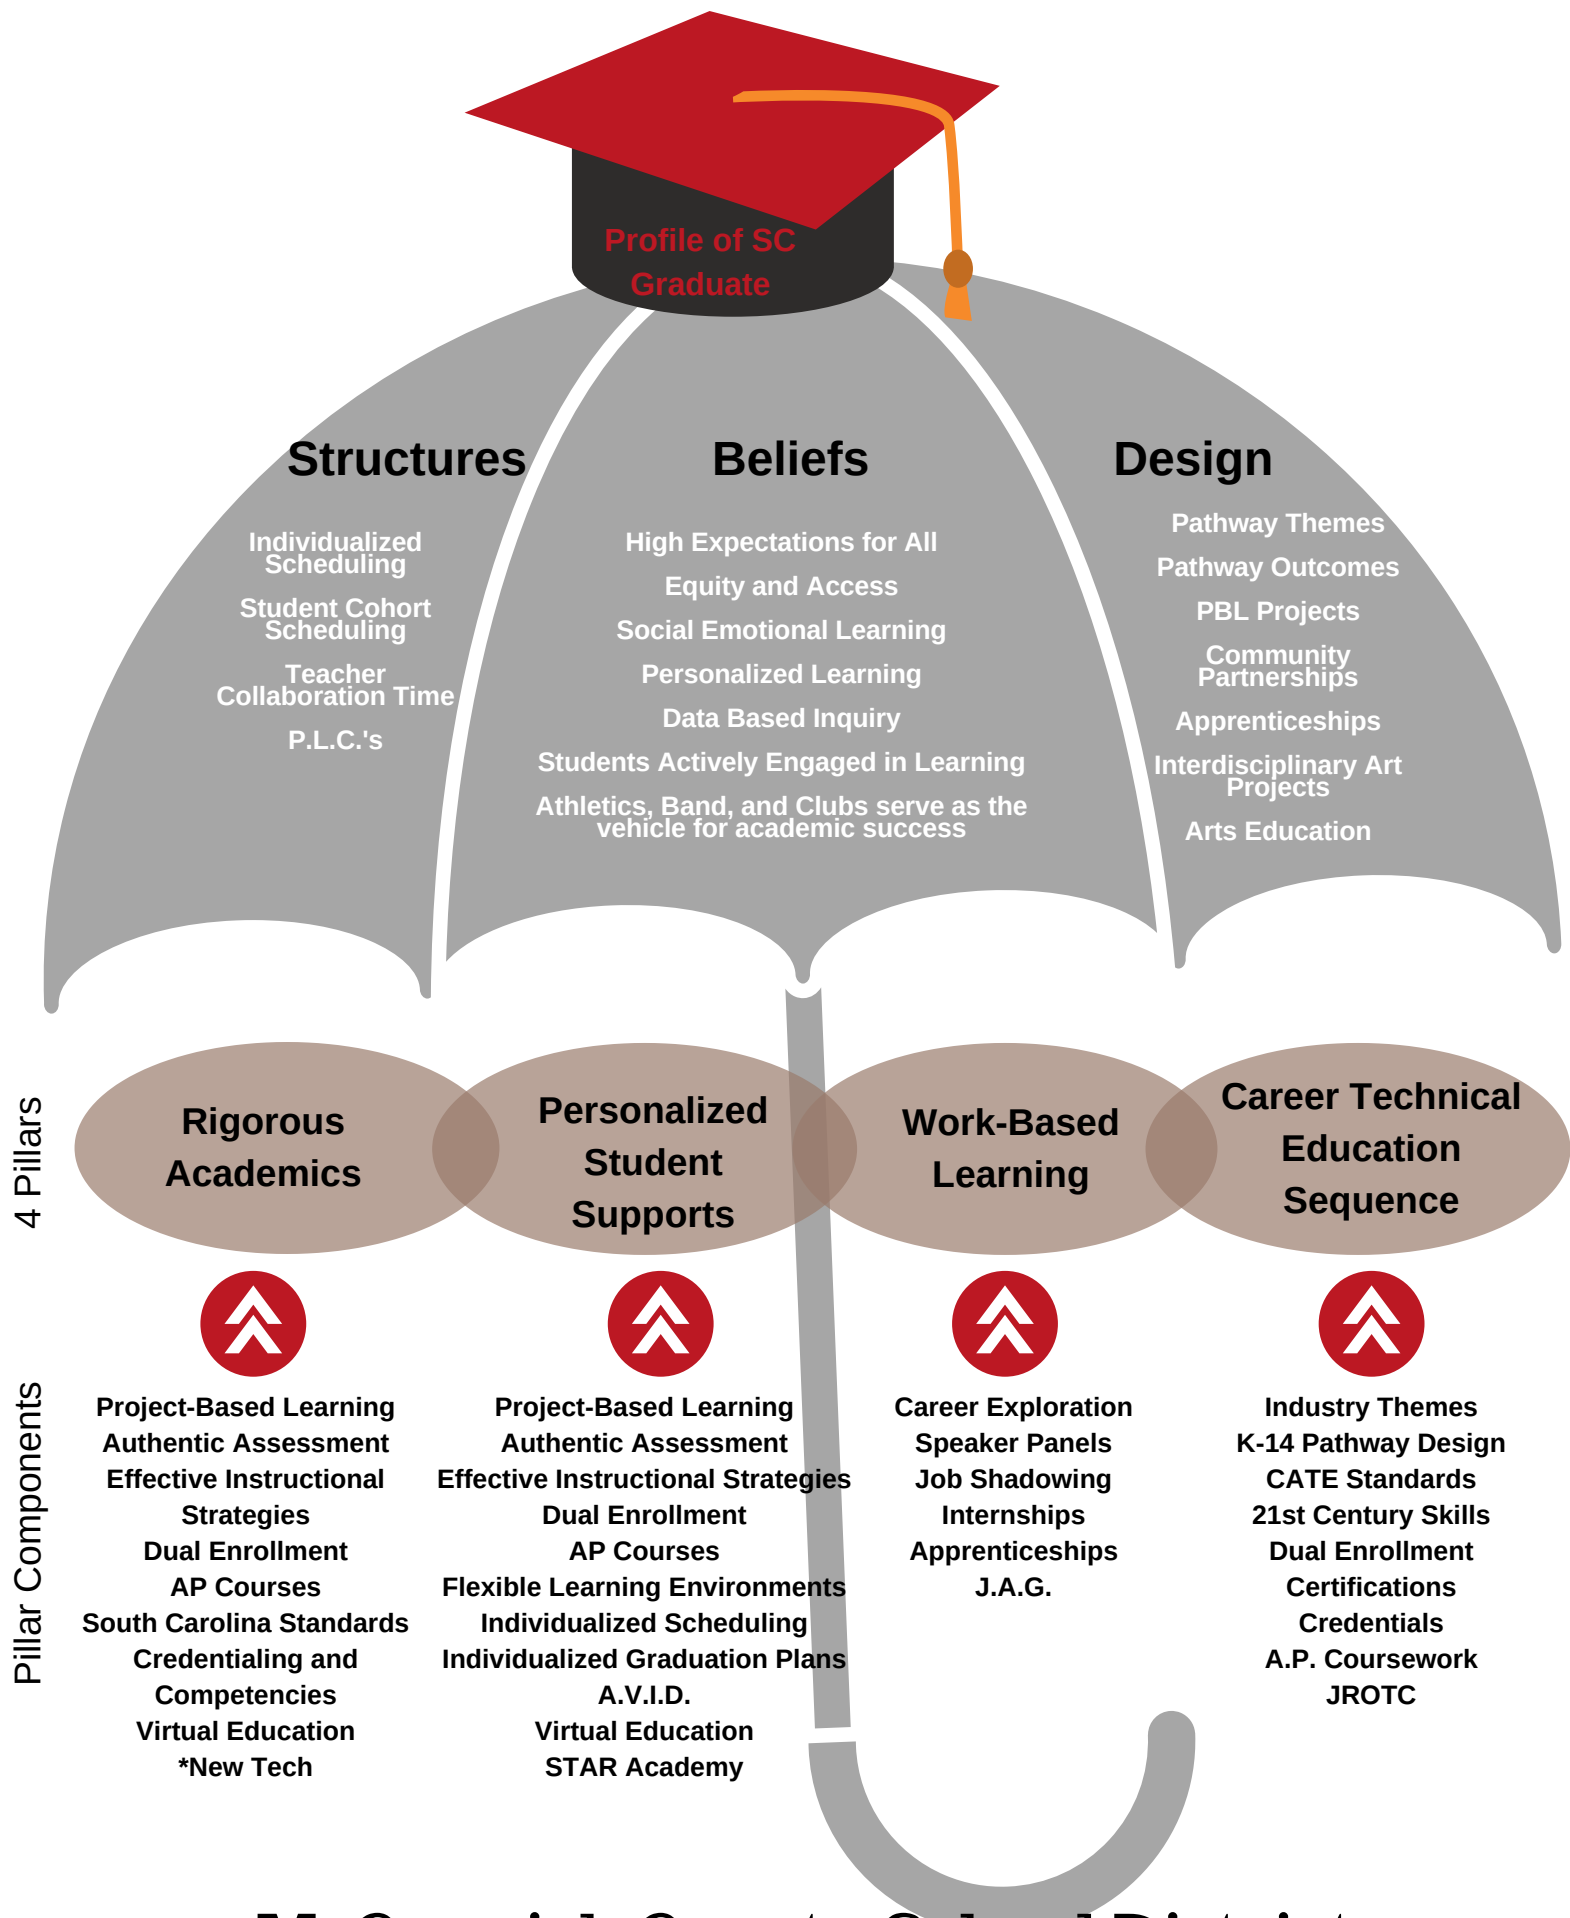 Profile of SC
Graduate
Structures
Individualized
Scheduling
Student Cohort
Scheduling
Teacher
Collaboration Time
P.L.C.'s
Beliefs
High Expectations for All
Equity and Access
Social Emotional Learning
Personalized Learning
Data Based Inquiry
Students Actively Engaged in Learning
Athletics, Band, and Clubs serve as the
vehicle for academic success
Design
Pathway Themes
Pathway Outcomes
PBL Projects
Community
Partnerships
Apprenticeships
Interdisciplinary Art
Projects
Arts Education
4 Pillars
Rigorous
Academics
Personalized
Student
Supports
Work-Based
Learning
Career Technical
Education
Sequence
Pillar Components
Project-Based Learning
Authentic Assessment
Effective Instructional
Strategies
Dual Enrollment
AP Courses
South Carolina Standards
Credentialing and
Competencies
Virtual Education
*New Tech
Project-Based Learning
Authentic Assessment
Effective Instructional Strategies
Dual Enrollment
AP Courses
Flexible Learning Environments
Individualized Scheduling
Individualized Graduation Plans
A.V.I.D.
Virtual Education
STAR Academy
Career Exploration
Speaker Panels
Job Shadowing
Internships
Apprenticeships
J.A.G.
Industry Themes
K-14 Pathway Design
CATE Standards
21st Century Skills
Dual Enrollment
Certifications
Credentials
A.P. Coursework
JROTC